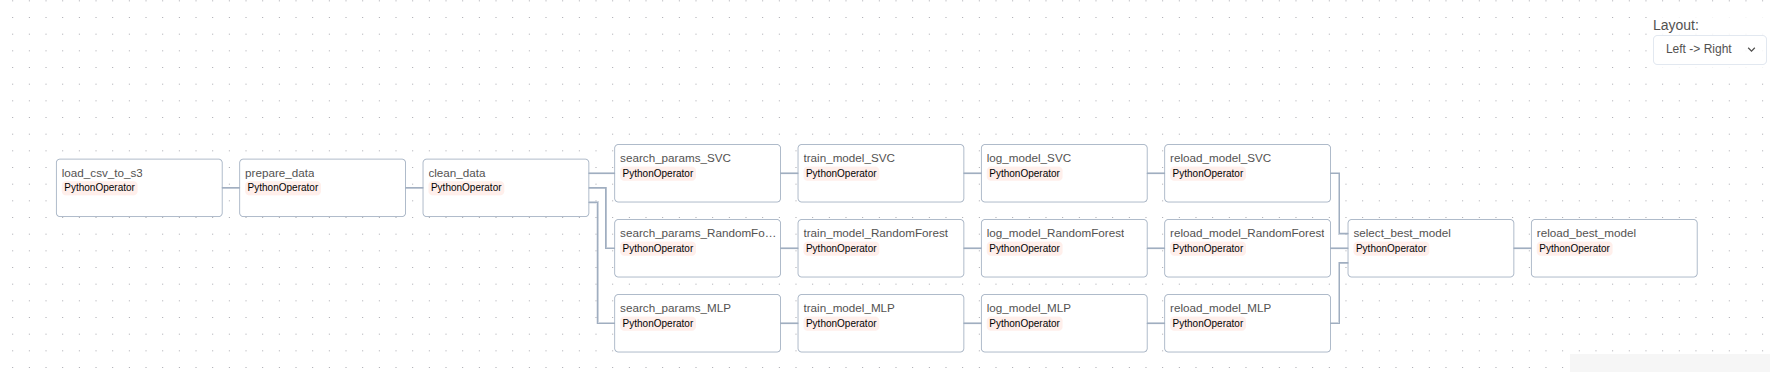 Layout:
Left -> Right
load_csv_to_s3
PythonOperator
prepare_data
PythonOperator
clean_data
PythonOperator
search_params_SVC
PythonOperator
train_model_SVC
PythonOperator
log_model_SVC
PythonOperator
reload_model_SVC
PythonOperator
search_params_RandomFo...
PythonOperator
train_model_RandomForest
PythonOperator
log_model_RandomForest
PythonOperator
reload_model_RandomForest
PythonOperator
search_params_MLP
PythonOperator
train_model_MLP
PythonOperator
log_model_MLP
PythonOperator
reload_model_MLP
PythonOperator
select_best_model
PythonOperator
reload_best_model
PythonOperator